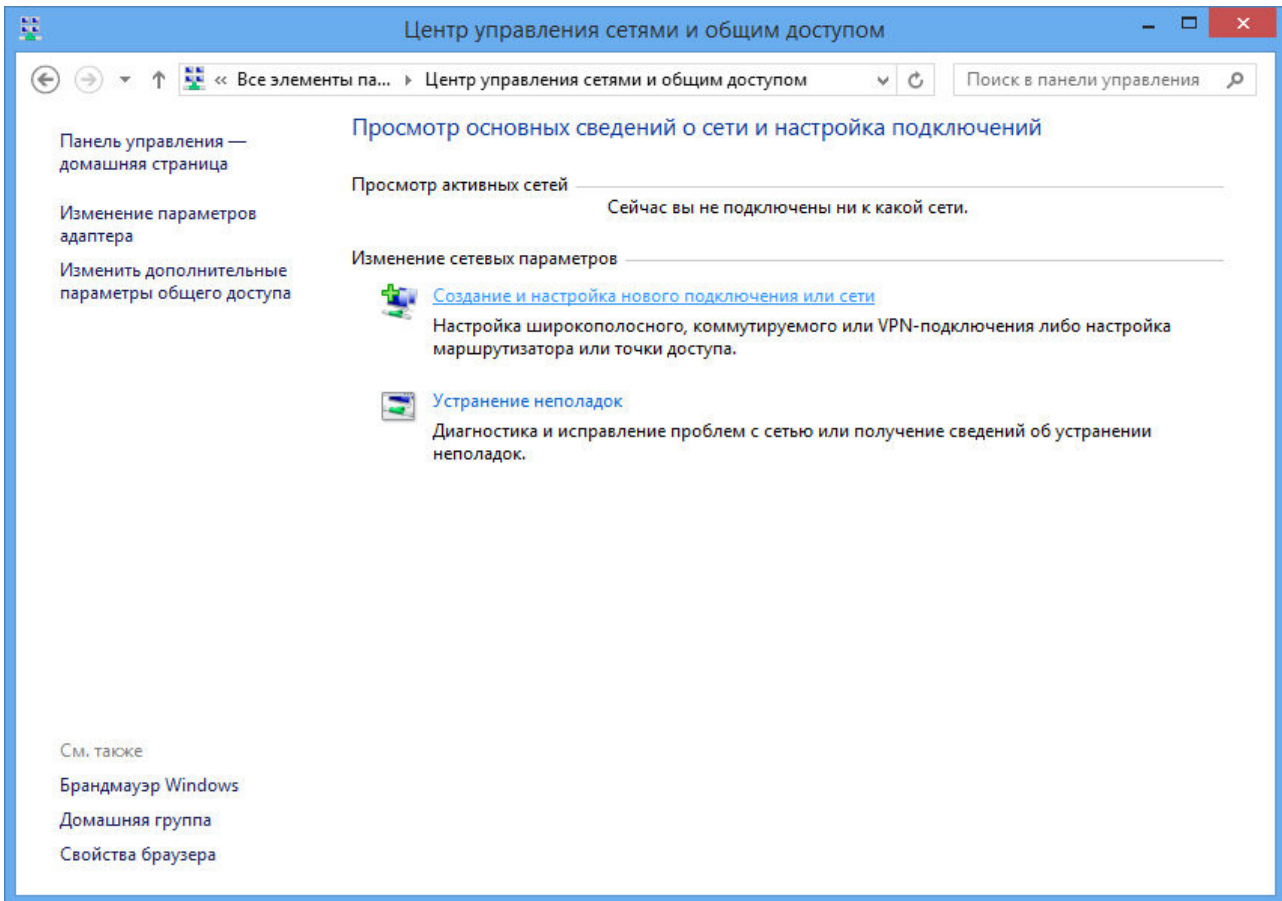 Центр управления сетями и общим доступом
« Все элементы па... Центр управления сетями и общим доступом
Поиск в панели управления
Панель управления —
домашняя страница
Изменение параметров
адаптера
Изменить дополнительные
параметры общего доступа
Просмотр основных сведений о сети и настройка подключений
Просмотр активных сетей
Сейчас вы не подключены ни к какой сети.
Изменение сетевых параметров
Создание и настройка нового подключения или сети
Настройка широкополосного, коммутируемого или VPN-подключения либо настройка
маршрутизатора или точки доступа.
Устранение неполадок
Диагностика и исправление проблем с сетью или получение сведений об устранении
неполадок.
См. также
Брандмауэр Windows
Домашняя группа
Свойства браузера